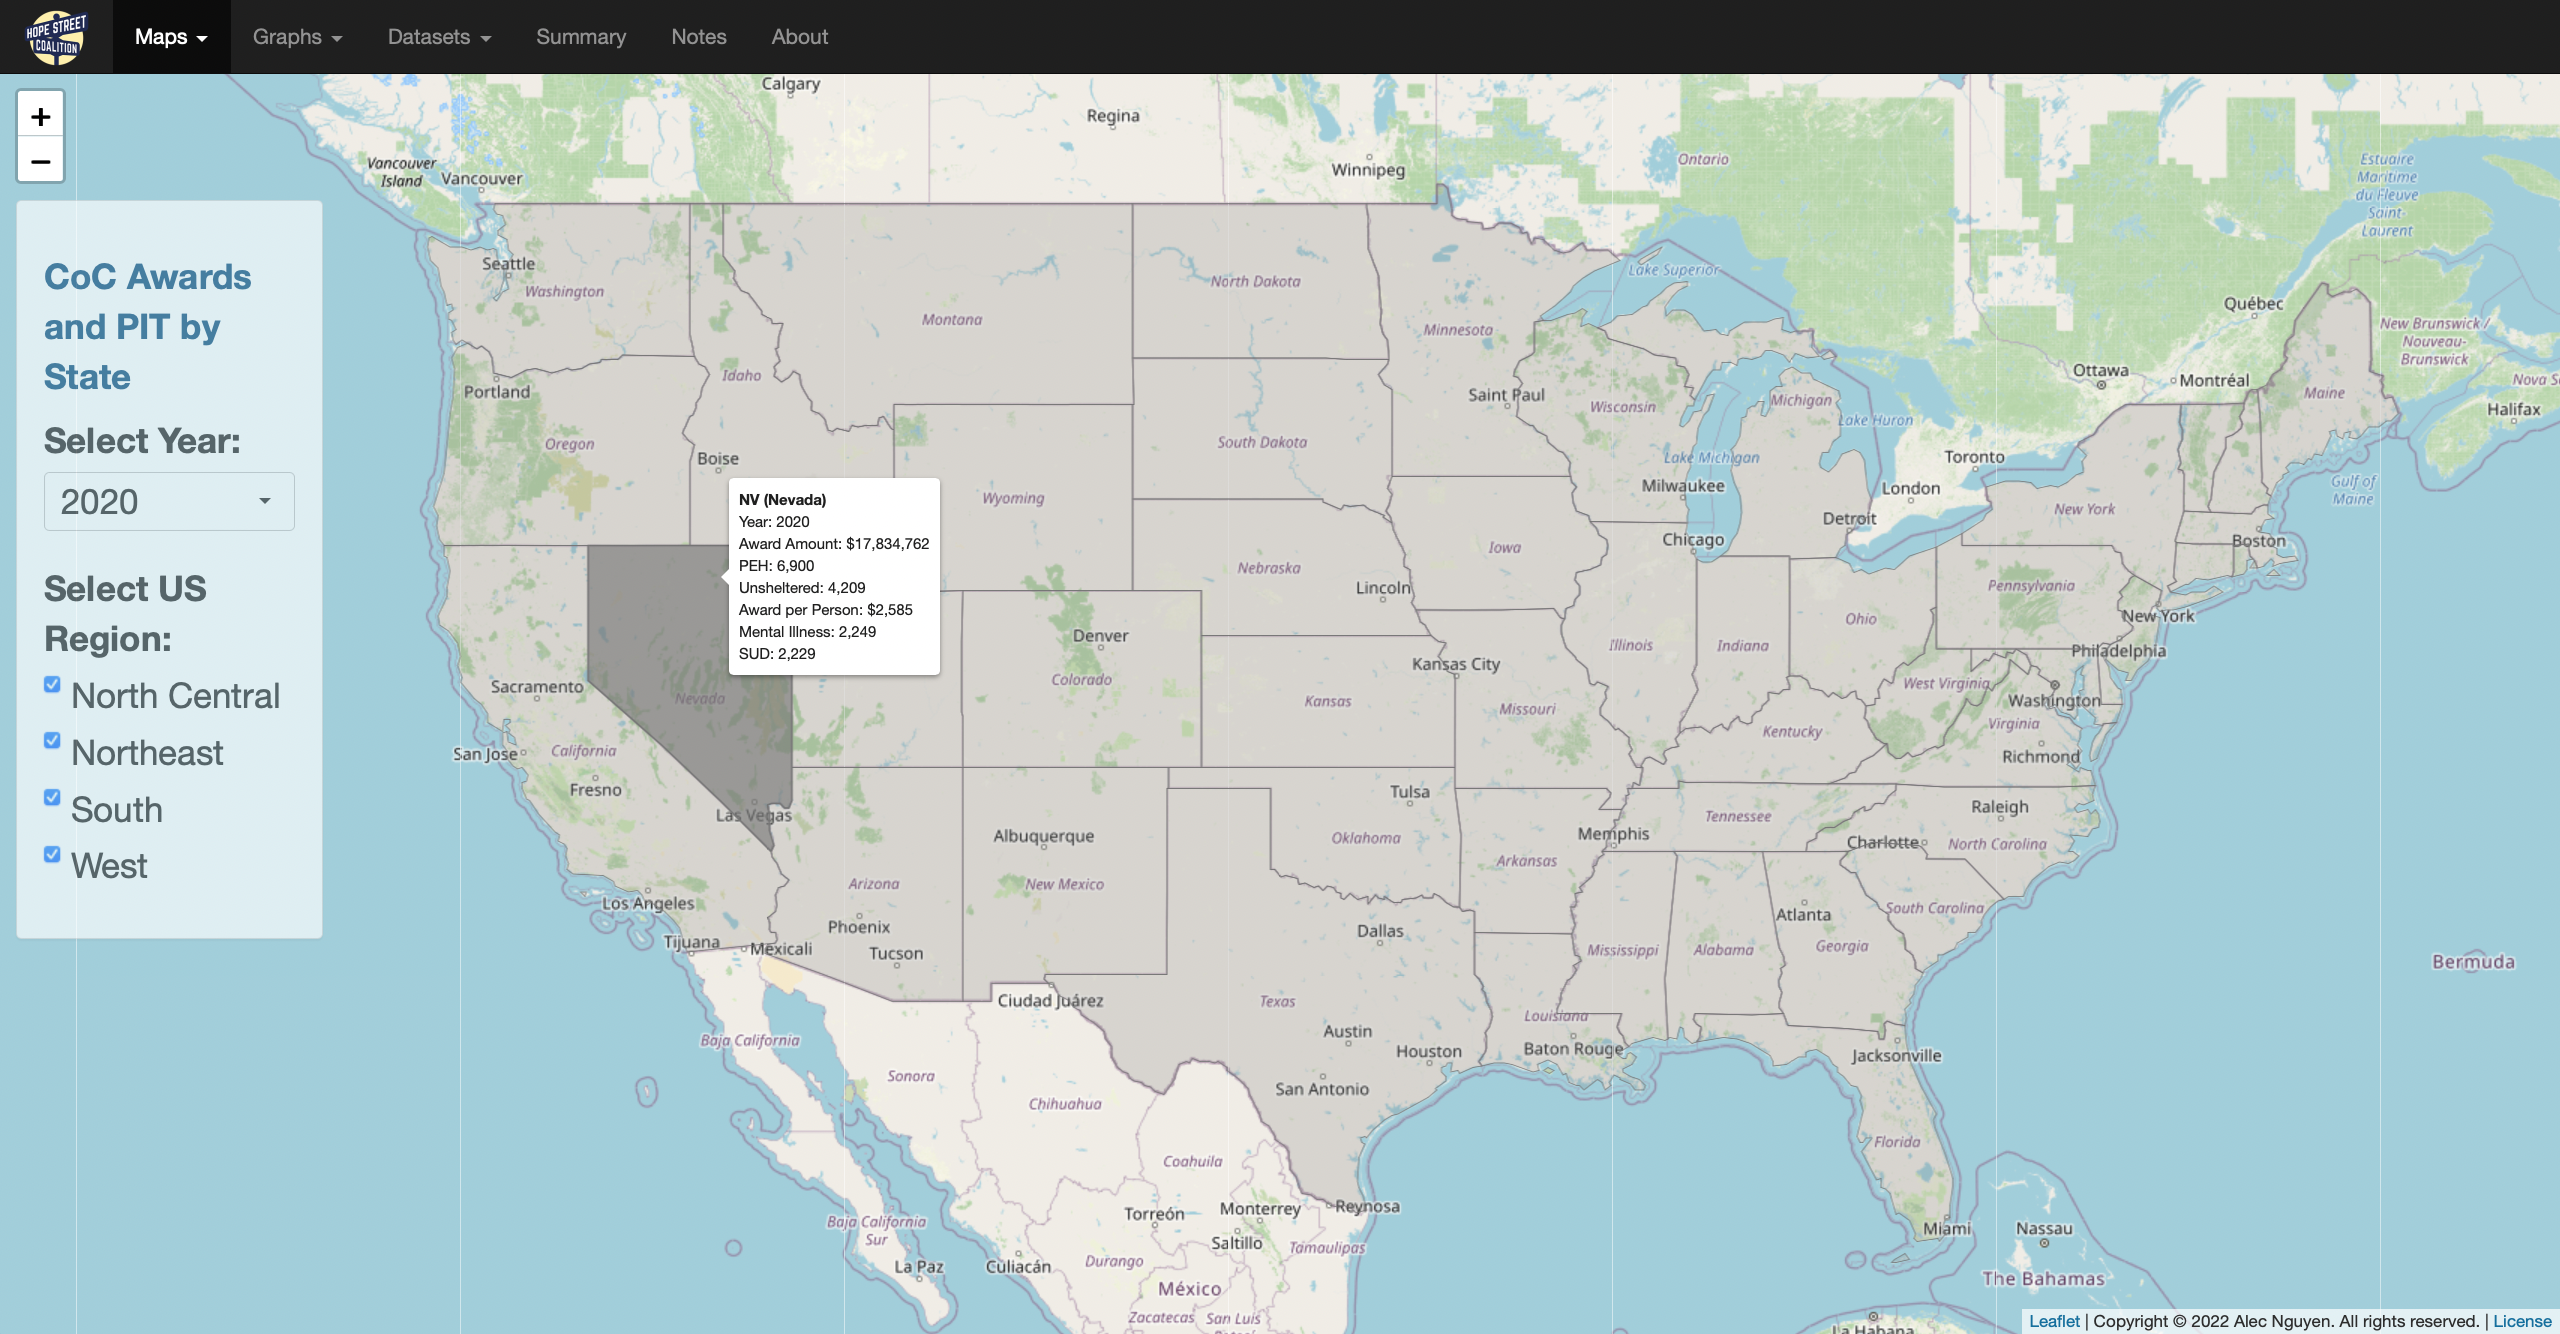 HOPE STREET
COALITION
Maps
Graphs
Datasets
Summary
Notes
About
+
−
CoC Awards
and PIT by
State
Select Year:
2020
Select US
Region:
North Central
Northeast
South
West
NV (Nevada)
Year: 2020
Award Amount: $17,834,762
PEH: 6,900
Unsheltered: 4,209
Award per Person: $2,585
Mental Illness: 2,249
SUD: 2,229
Calgary
Regina
Winnipeg
Vancouver
Island
Vancouver
Ontario
Estuaire
Maritime
du Fleuve
Saint-
Laurent
Seattle
Washington
Montana
North Dakota
Minnesota
Lake Superior
Québec
New Brunswick /
Nouveau-
Brunswick
Nova S
Halifax
Ottawa
Montréal
Maine
Portland
Idaho
Oregon
Boise
Wyoming
South Dakota
Saint Paul
Wisconsin
Michigan
Lake Huron
Lake Michigan
Toronto
London
Milwaukee
Detroit
Chicago
New York
Gulf of
Maine
Boston
Iowa
Nebraska
Lincoln
Pennsylvania
New York
Philadelphia
Ohio
Indiana
Illinois
Denver
Colorado
Kansas City
Kansas
Missouri
West Virginia
Washington
Virginia
Richmond
Kentucky
Sacramento
Nevada
San Jose
California
Fresno
Las Vegas
Los Angeles
Tijuana
Mexicali
Arizona
Phoenix
Tucson
Albuquerque
New Mexico
Tulsa
Oklahoma
Memphis
Tennessee
Arkansas
Raleigh
Charlotte
North Carolina
South Carolina
Atlanta
Georgia
Alabama
Mississippi
Dallas
Texas
Austin
Houston
San Antonio
Louisiana
Baton Rouge
Jacksonville
Florida
Miami
Bermuda
Ciudad Juárez
Baja California
Sonora
Chihuahua
Coahuila
Baja California
Sur
La Paz
Culiacán
Torreón
Durango
Monterrey
Saltillo
Reynosa
Tamaulipas
México
Zacatecas
San Luis
Nassau
The Bahamas
La Habana
Leaflet | Copyright © 2022 Alec Nguyen. All rights reserved. | License